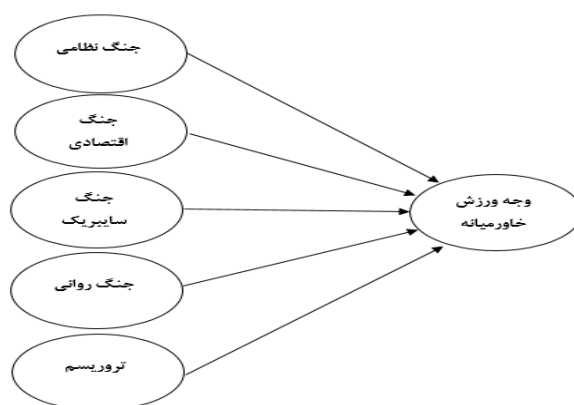 جنگ نظامی
جنگ
اقتصادی
جنگ
سایبریک
جنگ روانی
تروریسم
وجه ورزش
خاورمیانه